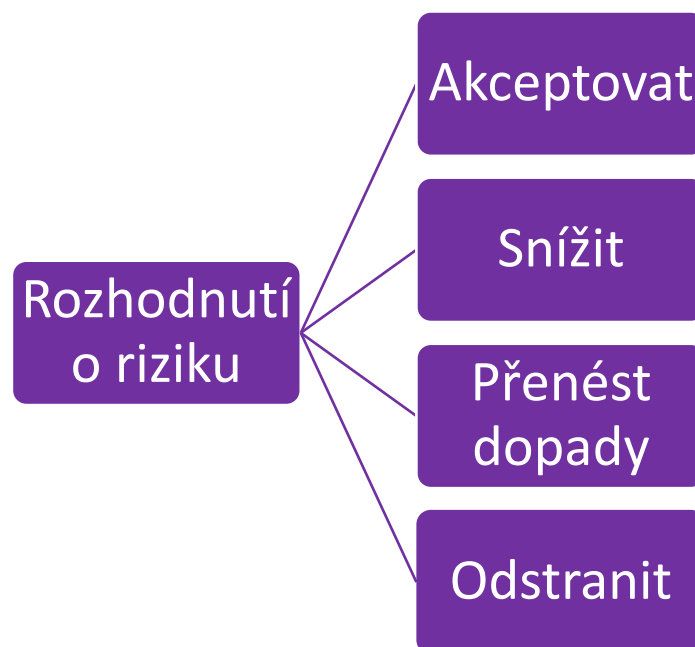 Rozhodnutí
o riziku
Akceptovat
Snížit
Přenést
dopady
Odstranit